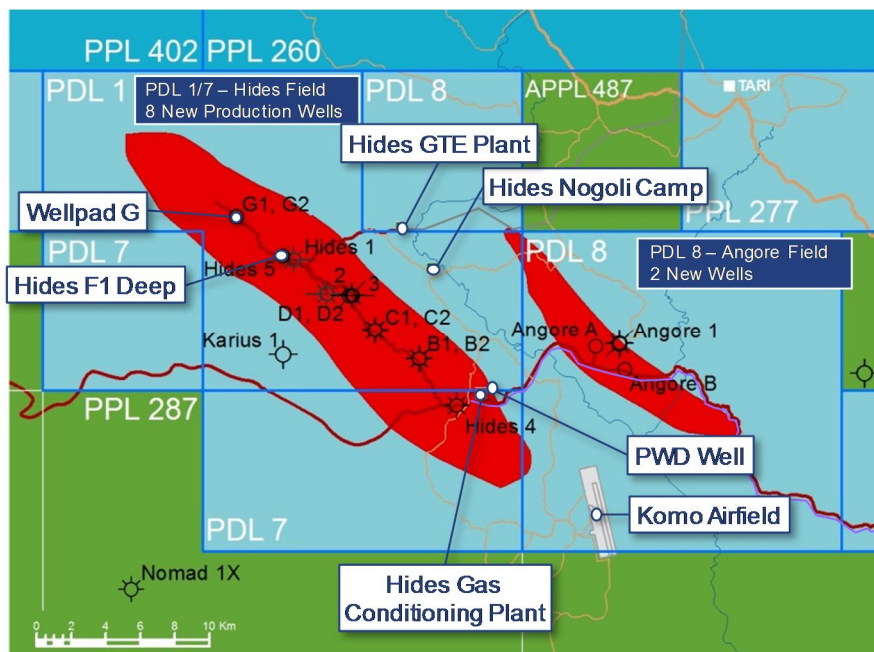 PPL 402
PPL 260
PDL 1
PDL 1/7 – Hides Field
8 New Production Wells
PDL 8
APPL 487
TARI
Hides GTE Plant
Hides Nogoli Camp
Wellpad G
G1, G2
PPL 277
PDL 7
Hides 1
Hides 5
PDL 8
PDL 8 – Angore Field
2 New Wells
Hides F1 Deep
2
3
D1, D2
C1, C2
Angore A
Angore 1
Karius 1
B1, B2
Angore B
PPL 287
Hides 4
PWD Well
Komo Airfield
PDL 7
Nomad 1X
Hides Gas
Conditioning Plant
0 2 4 6 8 10 Km